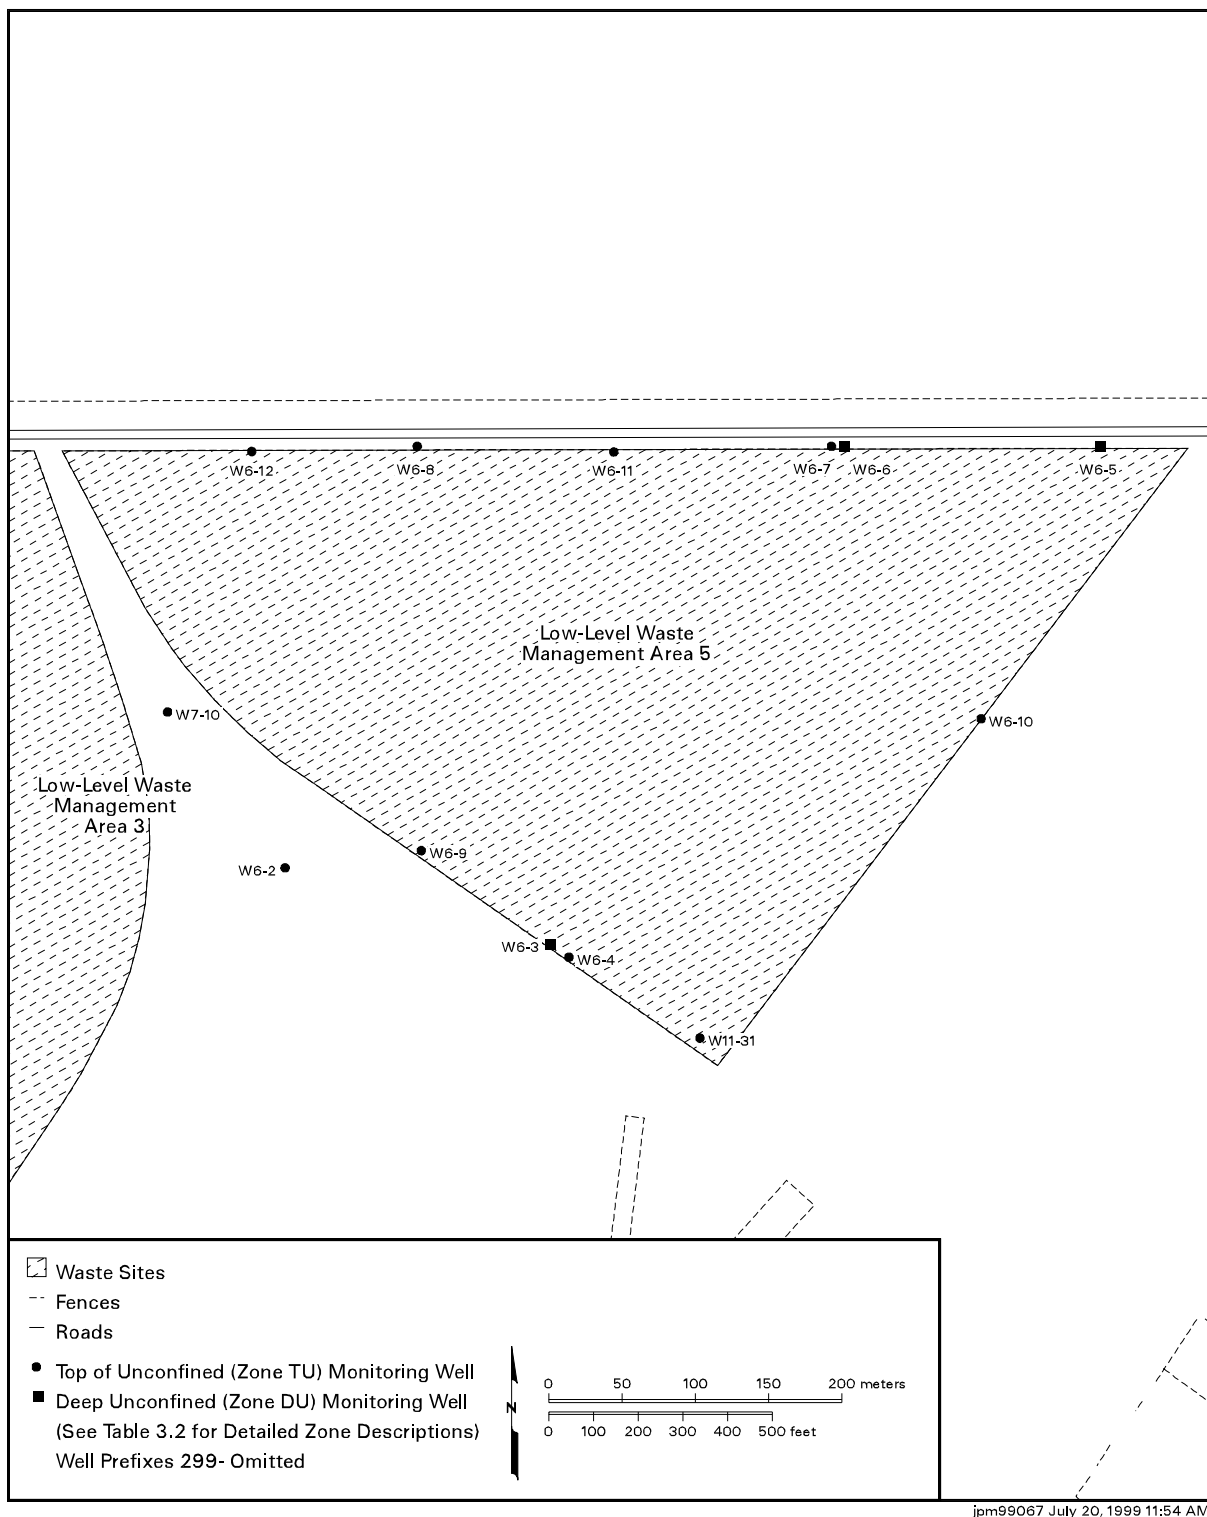 W6-12
W6-8
W6-11
W6-7
W6-6
W6-5
Low-Level Waste
Management Area 5
W7-10
W6-10
Low-Level Waste
Management
Area 3
W6-9
W6-2
W6-3
W6-4
W11-31
Waste Sites
Fences
Roads
Top of Unconfined (Zone TU) Monitoring Well
Deep Unconfined (Zone DU) Monitoring Well
(See Table 3.2 for Detailed Zone Descriptions)
Well Prefixes 299- Omitted
N
0 50 100 150 200 meters
0 100 200 300 400 500 feet
jpm99067 July 20, 1999 11:54 AM